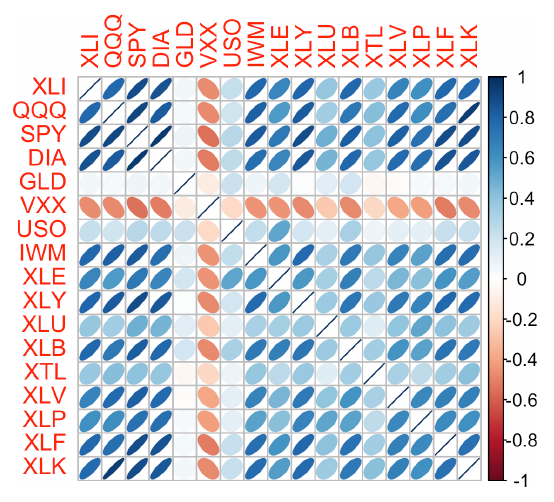 XLI QQQ SPY DIA GLD VXX USO IWM XLE XLY XLU XLB XTL XLV XLP XLF XLK
XLI
QQQ
SPY
DIA
GLD
VXX
USO
IWM
XLE
XLY
XLU
XLB
XTL
XLV
XLP
XLF
XLK
1
0.8
0.6
0.4
0.2
0
-0.2
-0.4
-0.6
-0.8
-1